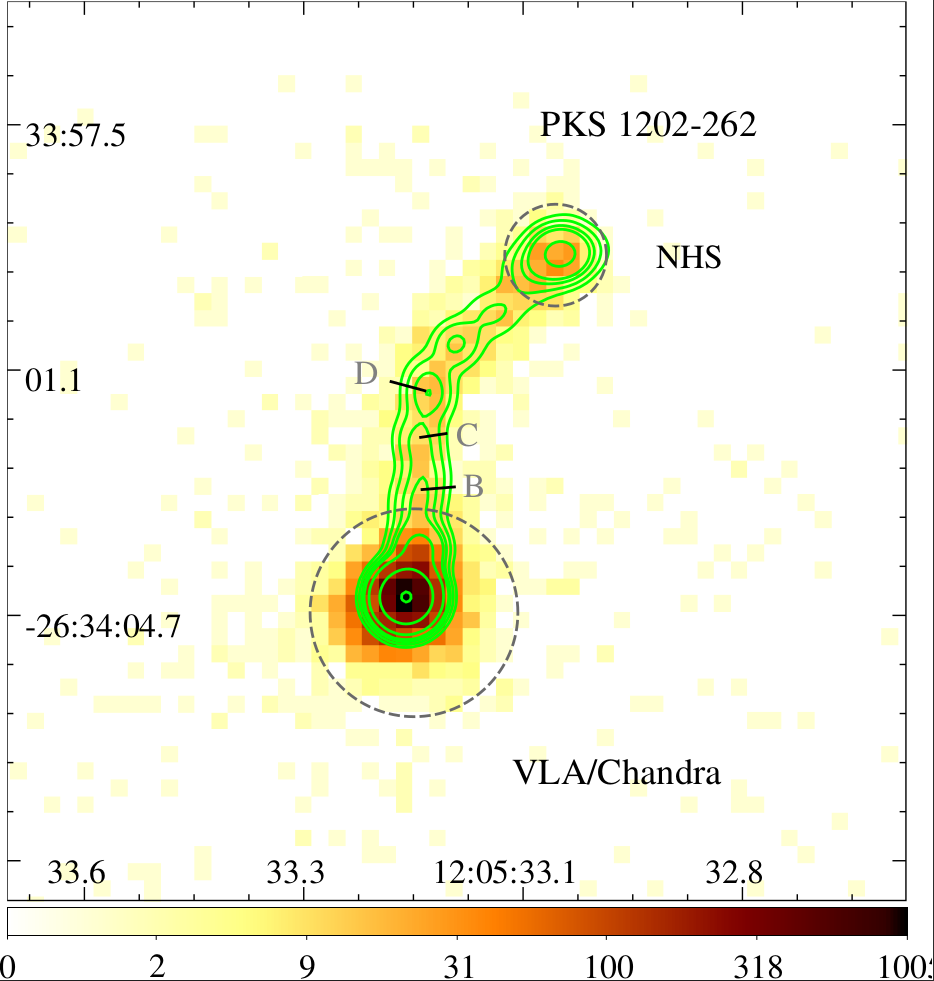 PKS 1202-262
33:57.5
NHS
D
01.1
C
B
-26:34:04.7
VLA/Chandra
33.6 33.3 12:05:33.1 32.8
0 2 9 31 100 318